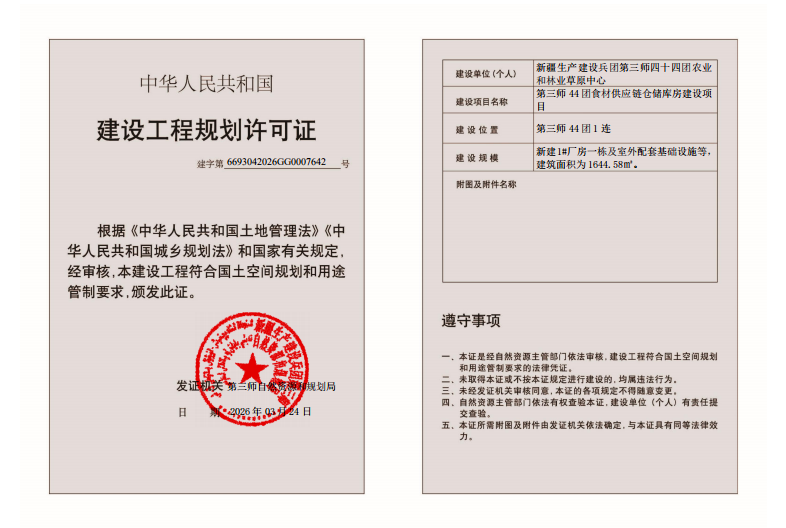 中华人民共和国
建设工程规划许可证
建字第 6693042026GG0007642 号
根据《中华人民共和国土地管理法》《中
华人民共和国城乡规划法》和国家有关规定，
经审核，本建设工程符合国土空间规划和用途
管制要求，颁发此证。
发证机关 第三师自然资源和规划局
日 期 2026 年 03 月 24 日
建设单位（个人） 新疆生产建设兵团第三师四十四团农业
和林业草原中心
建设项目名称 第三师 44 团食材供应链仓储库房建设项
目
建设位置 第三师 44 团 1 连
建设规模 新建1#厂房一栋及室外配套基础设施等，
建筑面积为 1644.58㎡。
附图及附件名称
遵守事项
一、本证是经自然资源主管部门依法审核，建设工程符合国土空间规划
和用途管制要求的法律凭证。
二、未取得本证或不按本证规定进行建设的，均属违法行为。
三、未经发证机关审核同意，本证的各项规定不得随意变更。
四、自然资源主管部门依法有权查验本证，建设单位（个人）有责任提
交查验。
五、本证所需附图及附件由发证机关依法确定，与本证具有同等法律效
力。